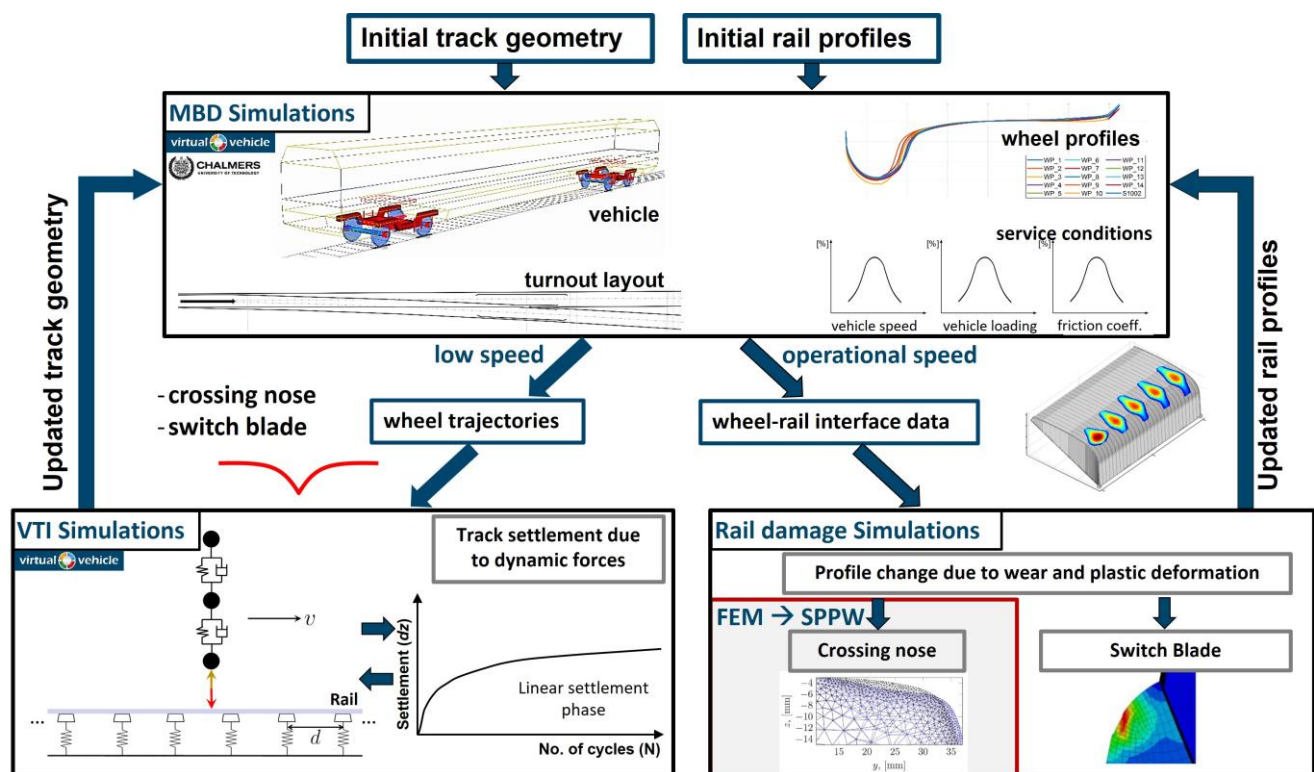 Initial track geometry
Initial rail profiles
MBD Simulations
virtual vehicle
CHALMERS
UNIVERSITY OF TECHNOLOGY
vehicle
turnout layout
wheel profiles
WP_1 WP_6 WP_11
WP_2 WP_7 WP_12
WP_3 WP_8 WP_13
WP_4 WP_9 WP_14
WP_5 WP_10 S1002
service conditions
[%] [%] [%]
vehicle speed vehicle loading friction coeff.
Updated track geometry
Updated rail profiles
low speed
operational speed
- crossing nose
- switch blade
wheel trajectories
wheel-rail interface data
VTI Simulations
virtual vehicle
v
Rail
... ...
d
Track settlement due
to dynamic forces
Settlement (dz)
Linear settlement
phase
No. of cycles (N)
Rail damage Simulations
Profile change due to wear and plastic deformation
FEM → SPPW
Crossing nose
Switch Blade
z, [mm]
-4
-6
-8
-10
-12
-14
15 20 25 30 35
y, [mm]